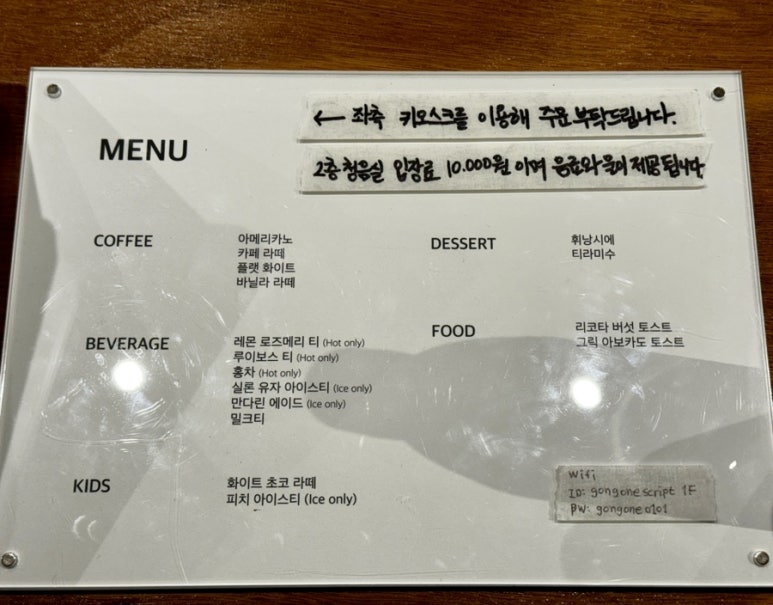 ← 좌측 키오스크를 이용해 주문 부탁드립니다.
2층 청음실 입장료 10.000원 이며 음료와 물이 제공됩니다
MENU
COFFEE
아메리카노
카페 라떼
플랫 화이트
바닐라 라떼
DESSERT
휘낭시에
티라미수
BEVERAGE
레몬 로즈메리 티 (Hot only)
루이보스 티 (Hot only)
홍차 (Hot only)
실론 유자 아이스티 (Ice only)
만다린 에이드 (Ice only)
밀크티
FOOD
리코타 버섯 토스트
그릭 아보카도 토스트
KIDS
화이트 초코 라떼
피치 아이스티 (Ice only)
Wifi
ID: gongone script 1F
PW: gongone 0101